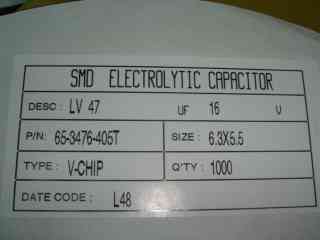 SMD ELECTROLYTIC CAPACITOR
DESC : LV 47 UF 16 V
P/N: 65-3476-405T SIZE : 6.3X5.5
TYPE : V-CHIP Q'TY : 1000
DATE CODE : L48